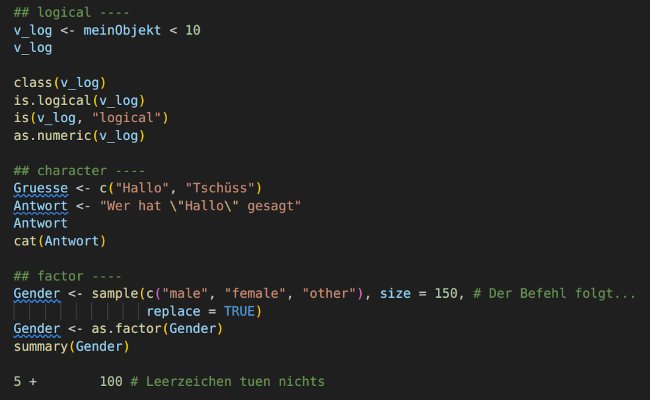 ## logical ----
v_log <- meinObjekt < 10
v_log
class(v_log)
is.logical(v_log)
is(v_log, "logical")
as.numeric(v_log)
## character ----
Gruesse <- c("Hallo", "Tschüss")
Antwort <- "Wer hat \"Hallo\" gesagt"
Antwort
cat(Antwort)
## factor ----
Gender <- sample(c("male", "female", "other"), size = 150, # Der Befehl folgt...
replace = TRUE)
Gender <- as.factor(Gender)
summary(Gender)
5 +        100 # Leerzeichen tuen nichts